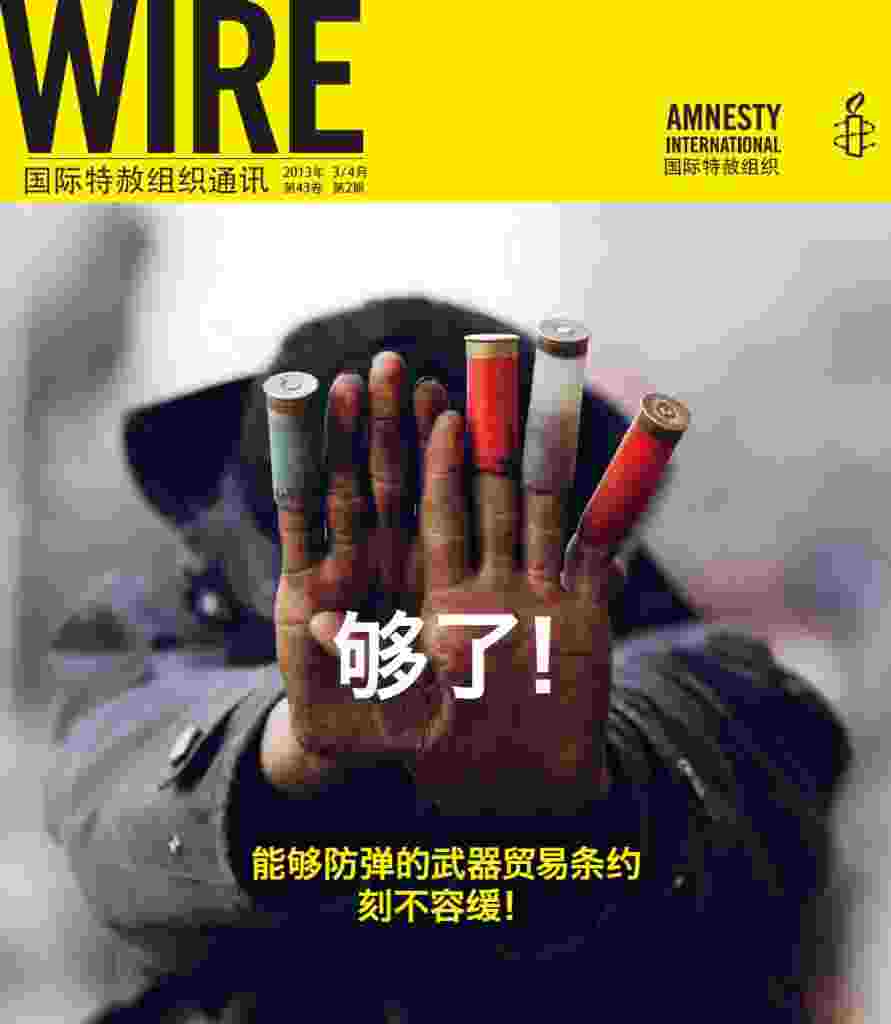 WIRE
国际特赦组织通讯
2013年 3/4月
第43卷 第2期
AMNESTY
INTERNATIONAL
国际特赦组织
够了!
能够防弹的武器贸易条约
刻不容缓!